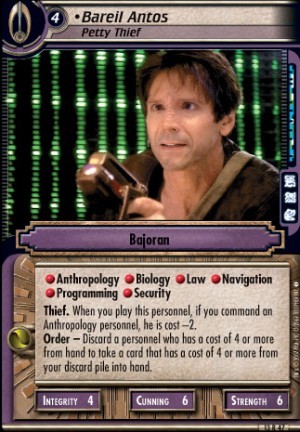 4 •Bareil Antos
Petty Thief
Bajoran
•Anthropology •Biology •Law •Navigation
•Programming •Security
Thief. When you play this personnel, if you command an
Anthropology personnel, he is cost -2.
Order – Discard a personnel who has a cost of 4 or more
from hand to take a card that has a cost of 4 or more from
your discard pile into hand.
INTEGRITY 4 CUNNING 6 STRENGTH 6